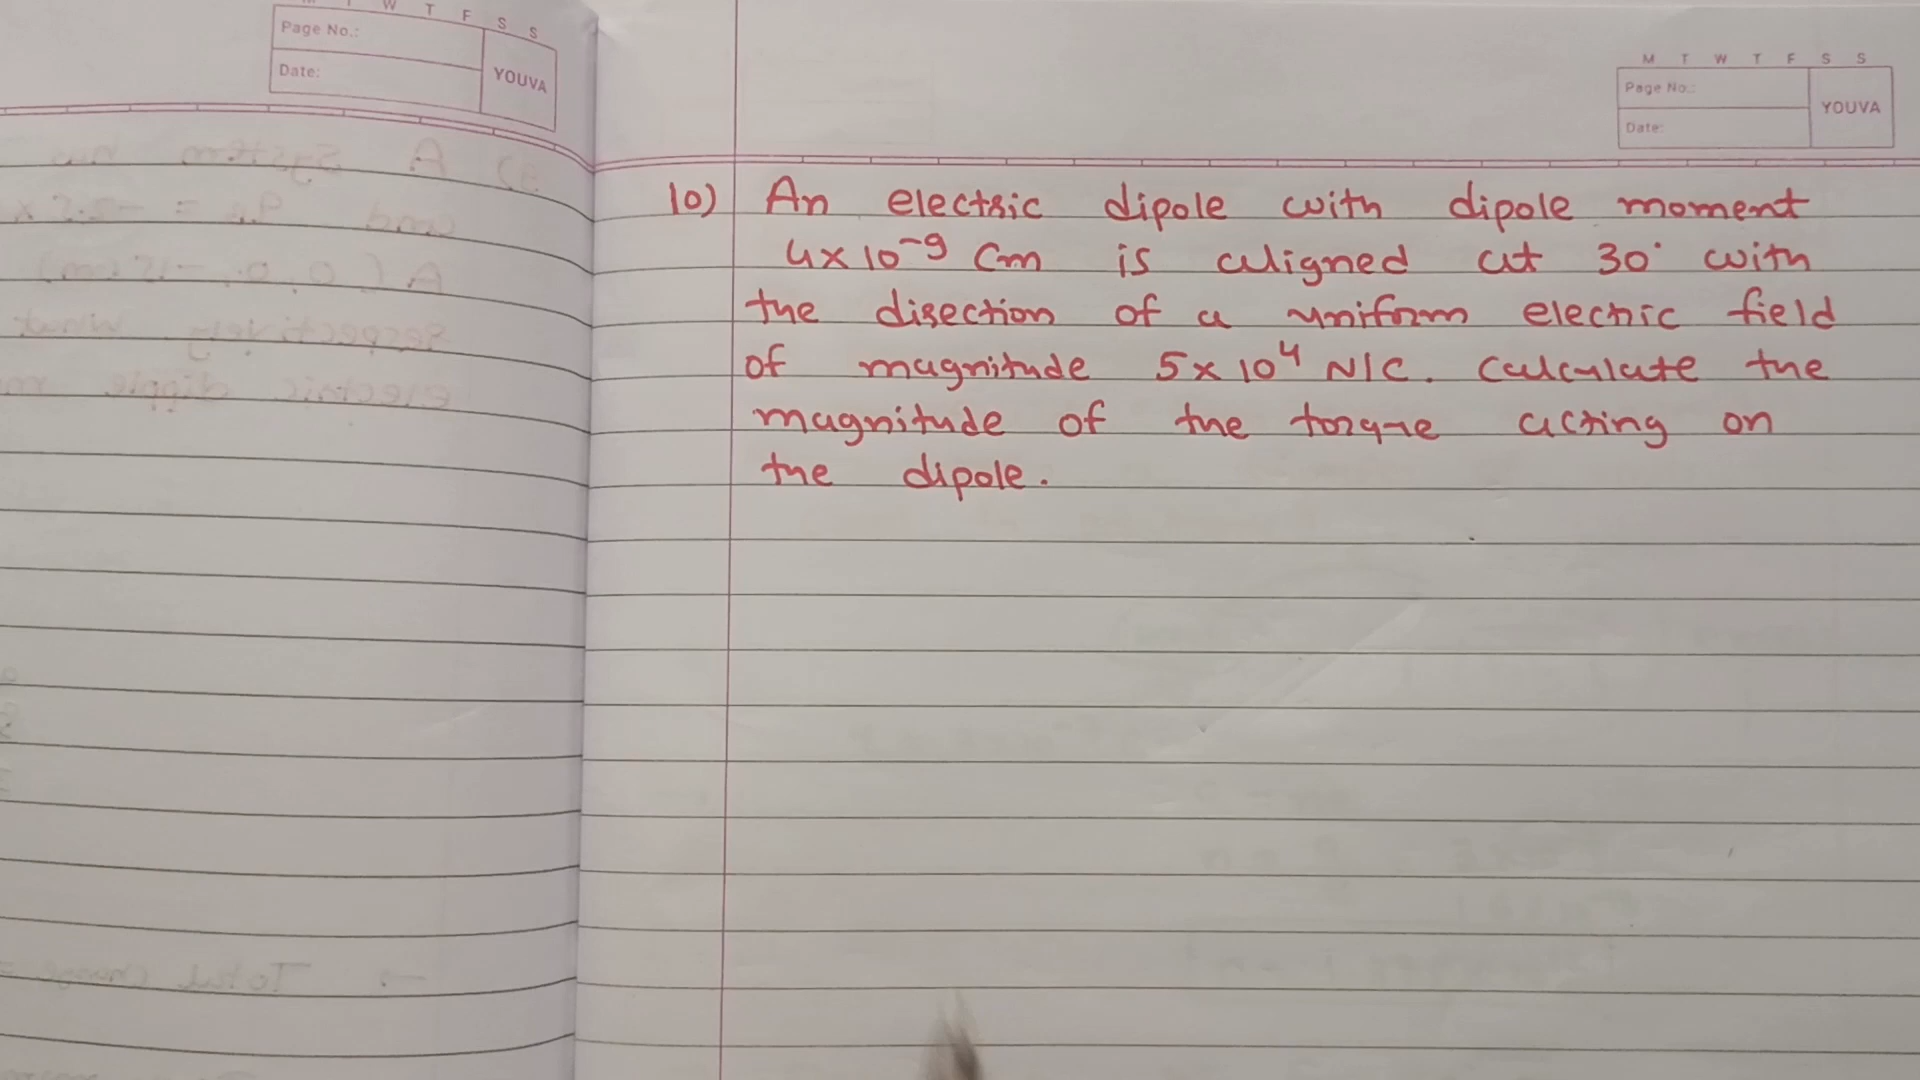 W T F S S
Page No.:
Date:
YOUVA
M T W T F S S
Page No.:
Date:
YOUVA
10) An electric dipole with dipole moment
4×10⁻⁹ Cm is aligned at 30° with
the direction of a uniform electric field
of magnitude 5×10⁴ N/C. Calculate the
magnitude of the torque acting on
the dipole.